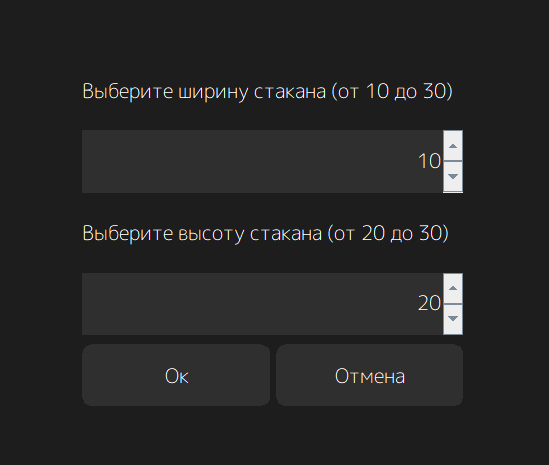 Выберите ширину стакана (от 10 до 30)
10
Выберите высоту стакана (от 20 до 30)
20
Ок Отмена